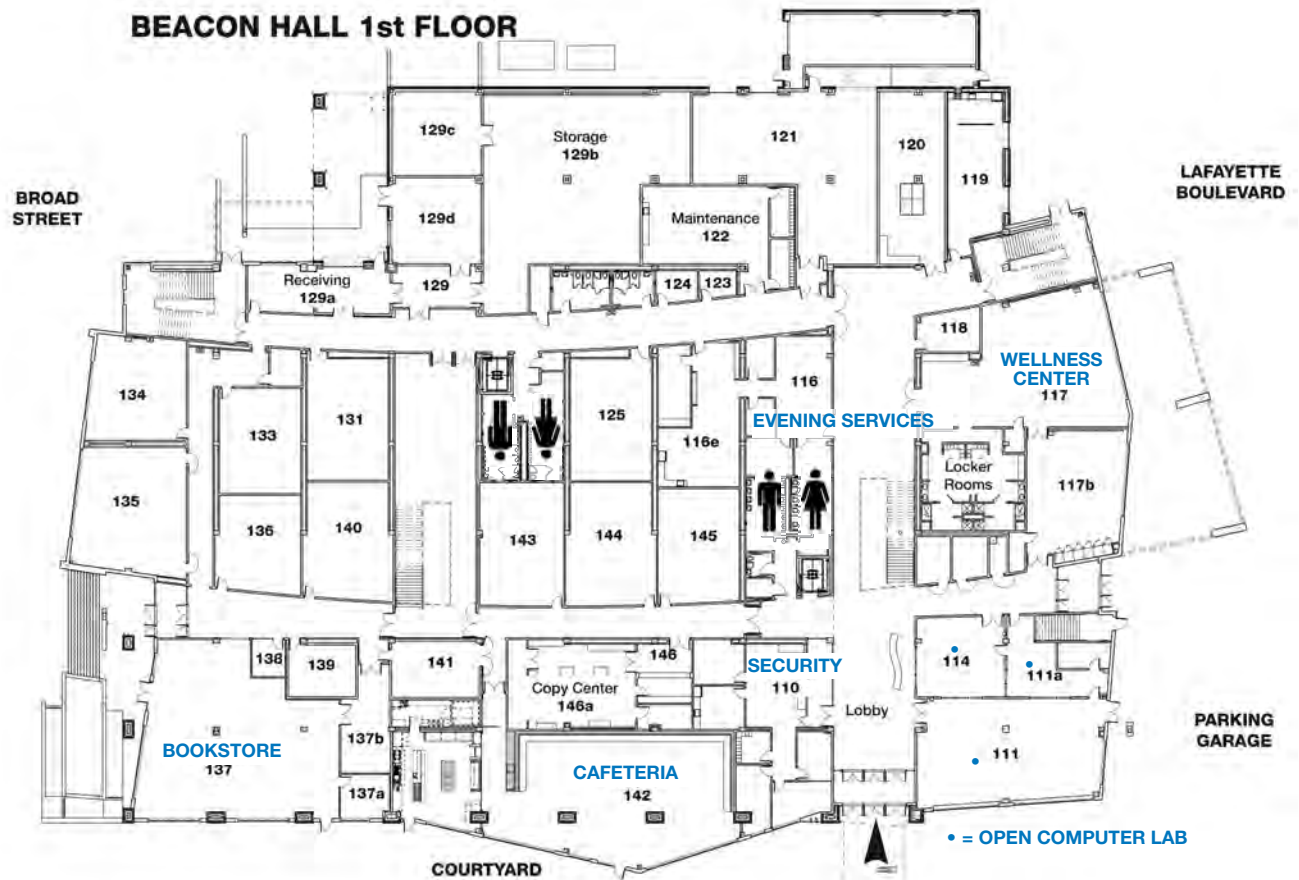 BEACON HALL 1st FLOOR
129c
Storage
129b
121
120
119
LAFAYETTE
BOULEVARD
BROAD
STREET
129d
Maintenance
122
Receiving
129a
129
124
123
118
WELLNESS
CENTER
117
134
133
131
125
116
116e
EVENING SERVICES
Locker
Rooms
117b
135
136
140
143
144
145
138
139
141
146
SECURITY
110
114
111a
Copy Center
146a
Lobby
PARKING
GARAGE
BOOKSTORE
137
137b
137a
CAFETERIA
142
111
• = OPEN COMPUTER LAB
COURTYARD